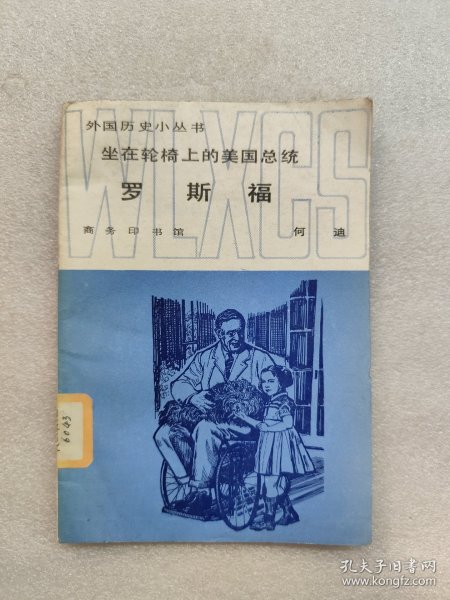 WLXCS
外国历史小丛书
坐在轮椅上的美国总统
罗斯福
商务印书馆 何迪
6043
孔夫子旧书网
www.kongfz.com